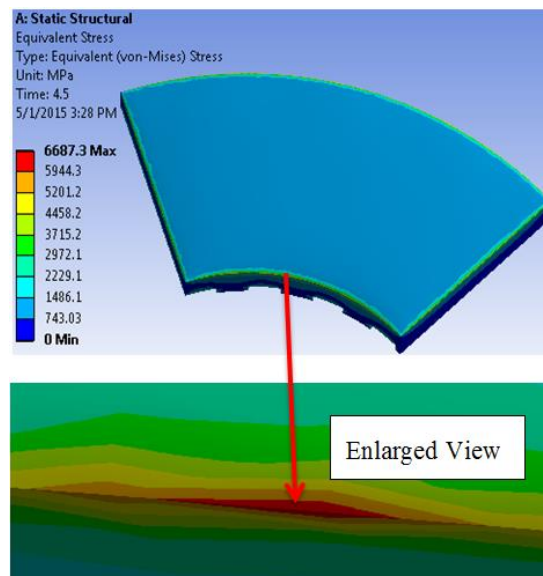 A: Static Structural
Equivalent Stress
Type: Equivalent (von-Mises) Stress
Unit: MPa
Time: 4.5
5/1/2015 3:28 PM
6687.3 Max
5944.3
5201.2
4458.2
3715.2
2972.1
2229.1
1486.1
743.03
0 Min
Enlarged View